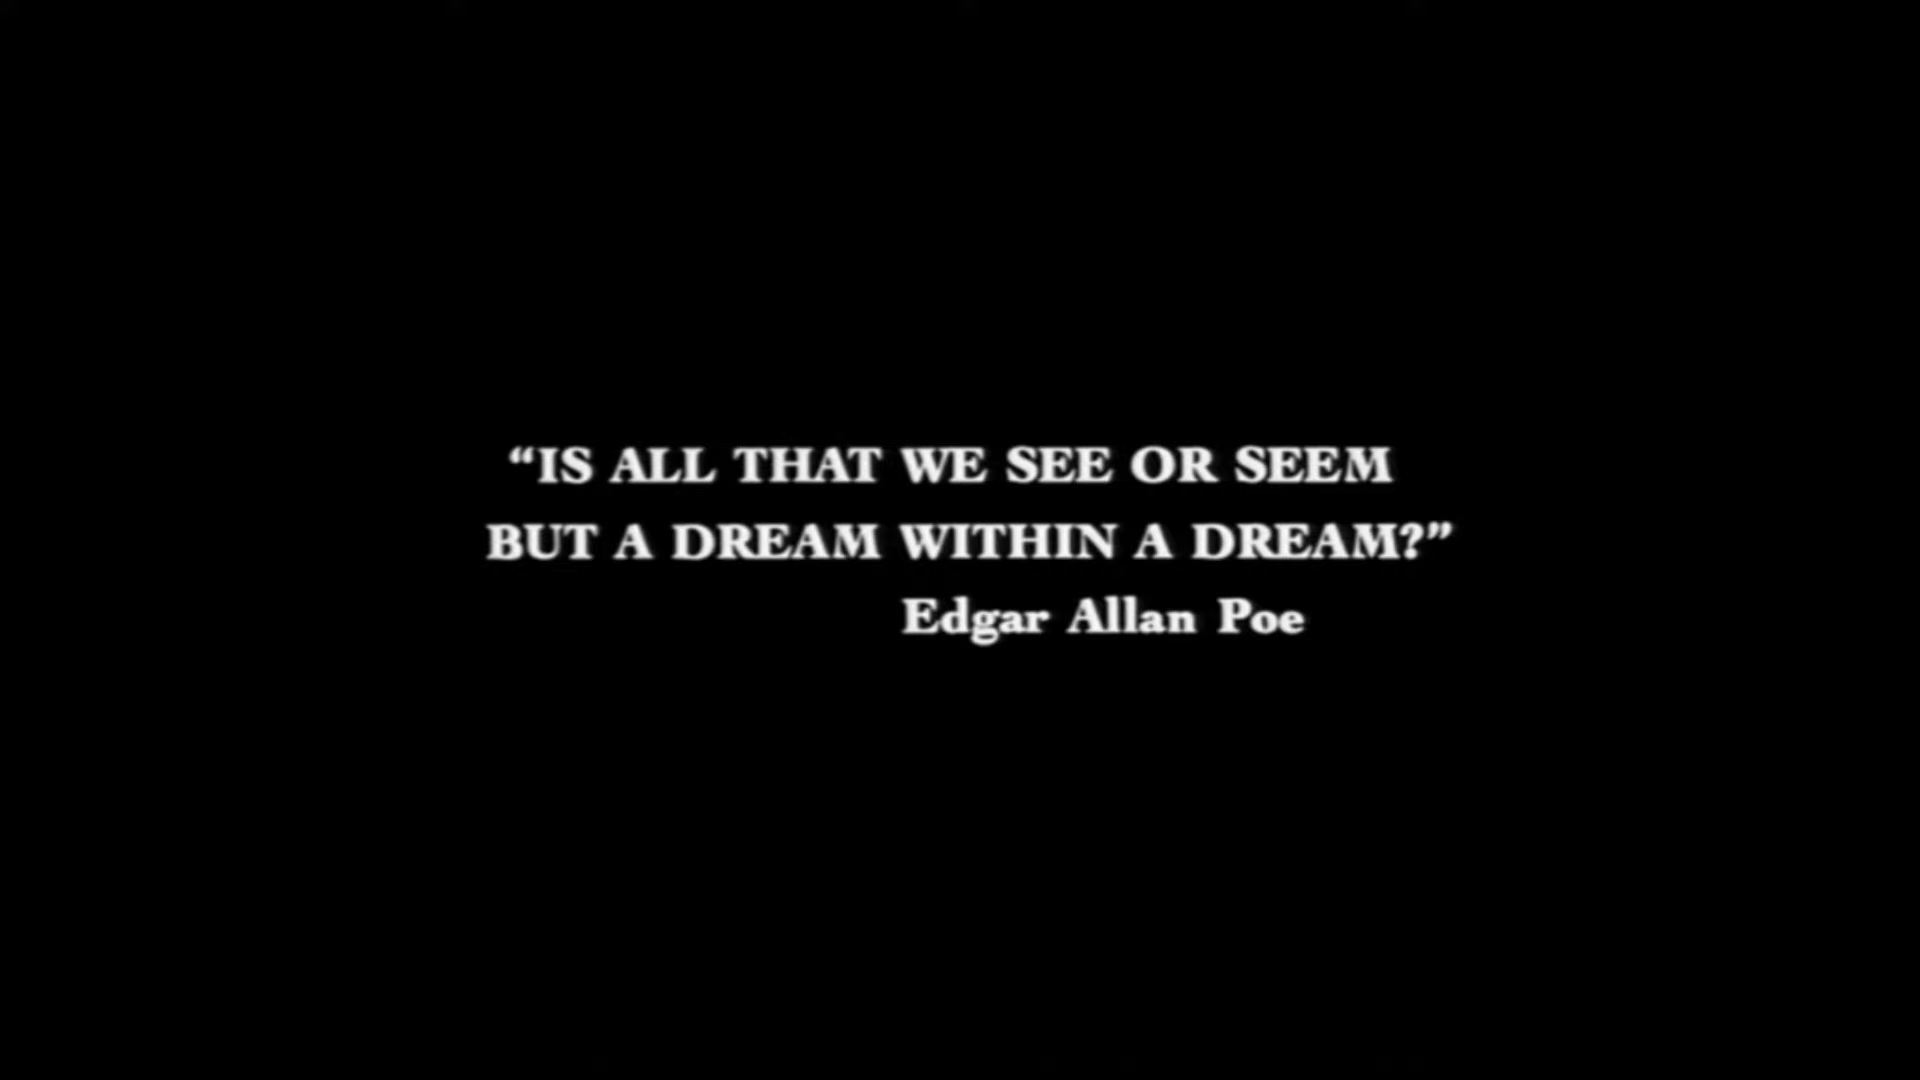 “IS ALL THAT WE SEE OR SEEM
BUT A DREAM WITHIN A DREAM?”
Edgar Allan Poe